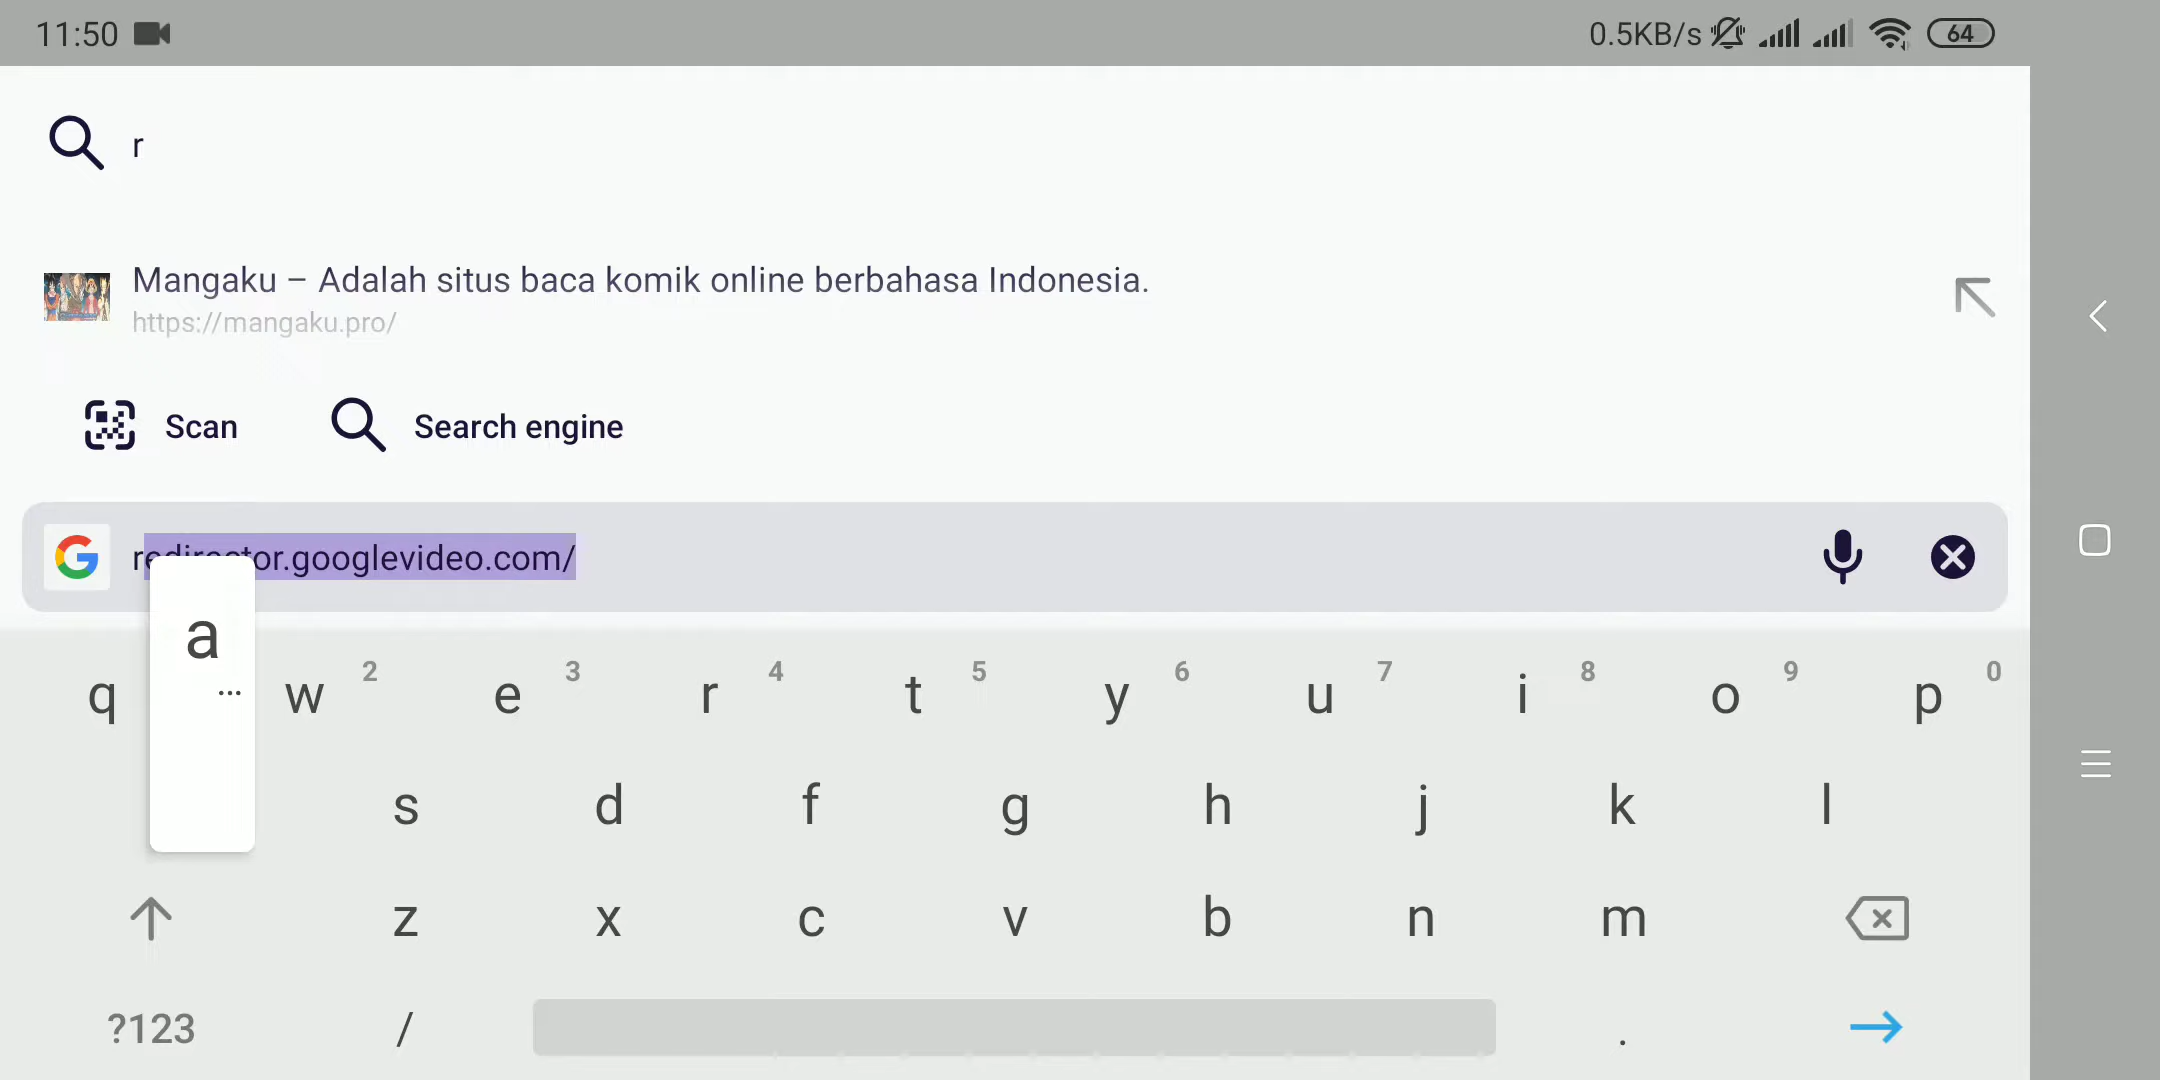 11:50
0.5KB/s 64
r
Mangaku – Adalah situs baca komik online berbahasa Indonesia.
https://mangaku.pro/
Scan Search engine
redirector.googlevideo.com/
a
...
q w 2 e 3 r 4 t 5 y 6 u 7 i 8 o 9 p 0
s d f g h j k l
z x c v b n m
?123 / .